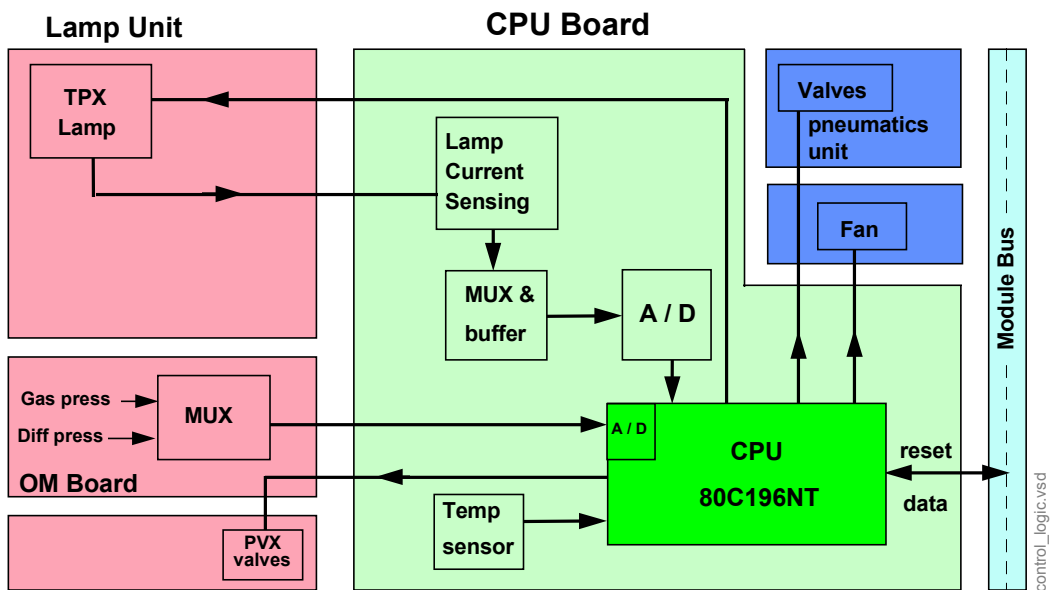 Lamp Unit
CPU Board
TPX
Lamp
Lamp
Current
Sensing
MUX &
buffer
A / D
Valves
pneumatics
unit
Fan
Module Bus
Gas press
Diff press
MUX
OM Board
A / D
CPU
80C196NT
reset
data
Temp
sensor
PVX
valves
control_logic.vsd